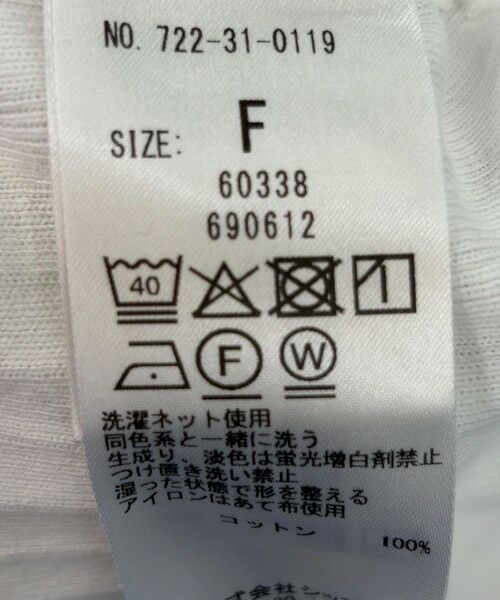 NO. 722-31-0119
SIZE: F
60338
690612
40
F W
洗濯ネット使用
同色系と一緒に洗う
生成り、淡色は蛍光増白剤禁止
つけ置き洗い禁止
湿った状態で形を整える
アイロンはあて布使用
コットン 100%